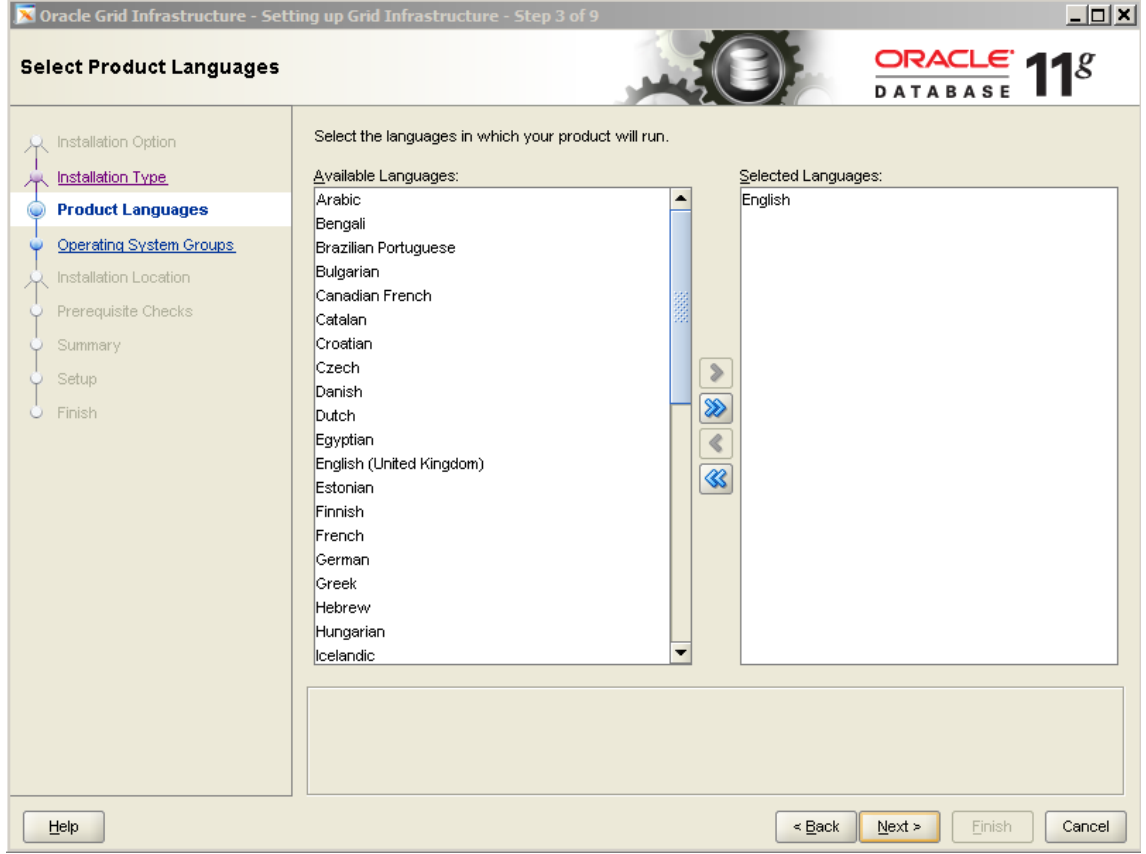 Oracle Grid Infrastructure - Setting up Grid Infrastructure - Step 3 of 9
Select Product Languages
ORACLE
DATABASE
11g
Installation Option
Installation Type
Product Languages
Operating System Groups
Installation Location
Prerequisite Checks
Summary
Setup
Finish
Select the languages in which your product will run.
Available Languages:
Arabic
Bengali
Brazilian Portuguese
Bulgarian
Canadian French
Catalan
Croatian
Czech
Danish
Dutch
Egyptian
English (United Kingdom)
Estonian
Finnish
French
German
Greek
Hebrew
Hungarian
Icelandic
Selected Languages:
English
Help
< Back
Next >
Finish
Cancel